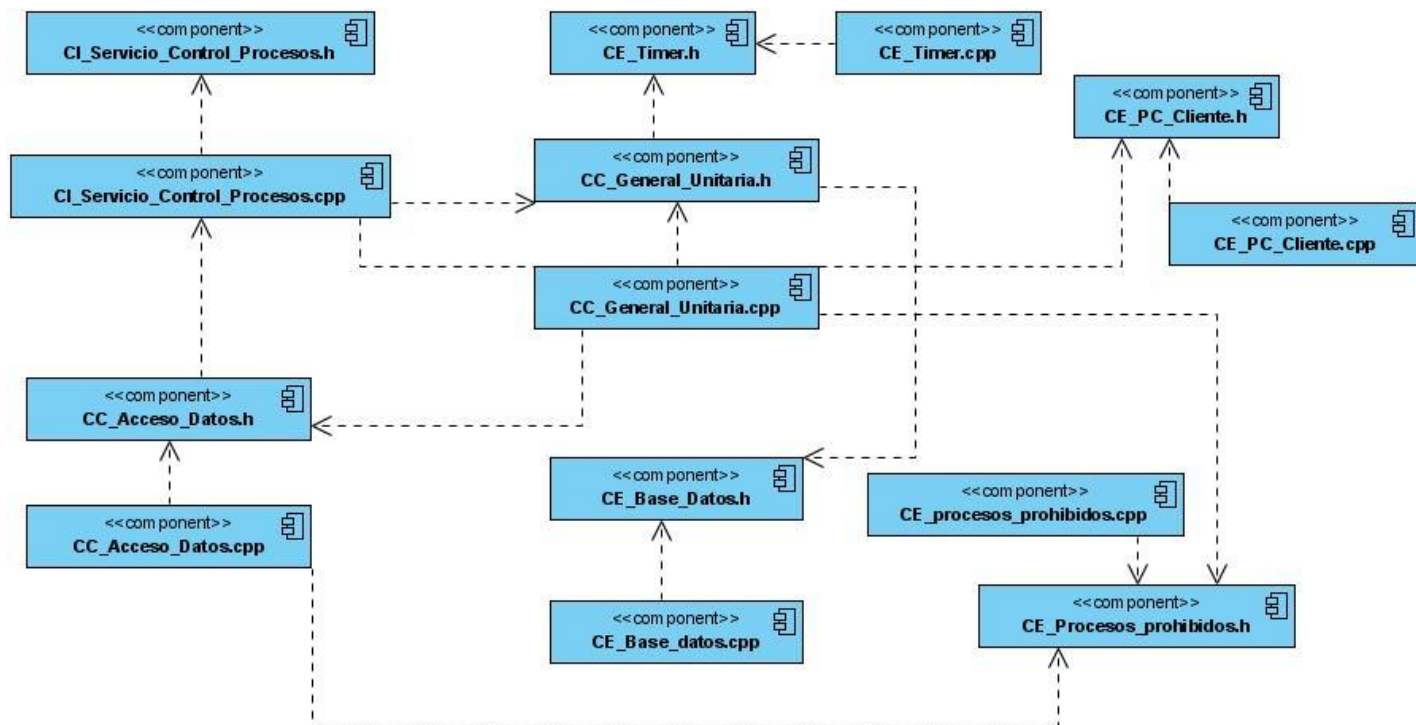 <<component>>
CI_Servicio_Control_Procesos.h
<<component>>
CE_Timer.h
<<component>>
CE_Timer.cpp
<<component>>
CE_PC_Cliente.h
<<component>>
CI_Servicio_Control_Procesos.cpp
<<component>>
CC_General_Unitaria.h
<<component>>
CE_PC_Cliente.cpp
<<component>>
CC_General_Unitaria.cpp
<<component>>
CC_Acceso_Datos.h
<<component>>
CE_Base_Datos.h
<<component>>
CE_procesos_prohibidos.cpp
<<component>>
CC_Acceso_Datos.cpp
<<component>>
CE_Base_datos.cpp
<<component>>
CE_Procesos_prohibidos.h